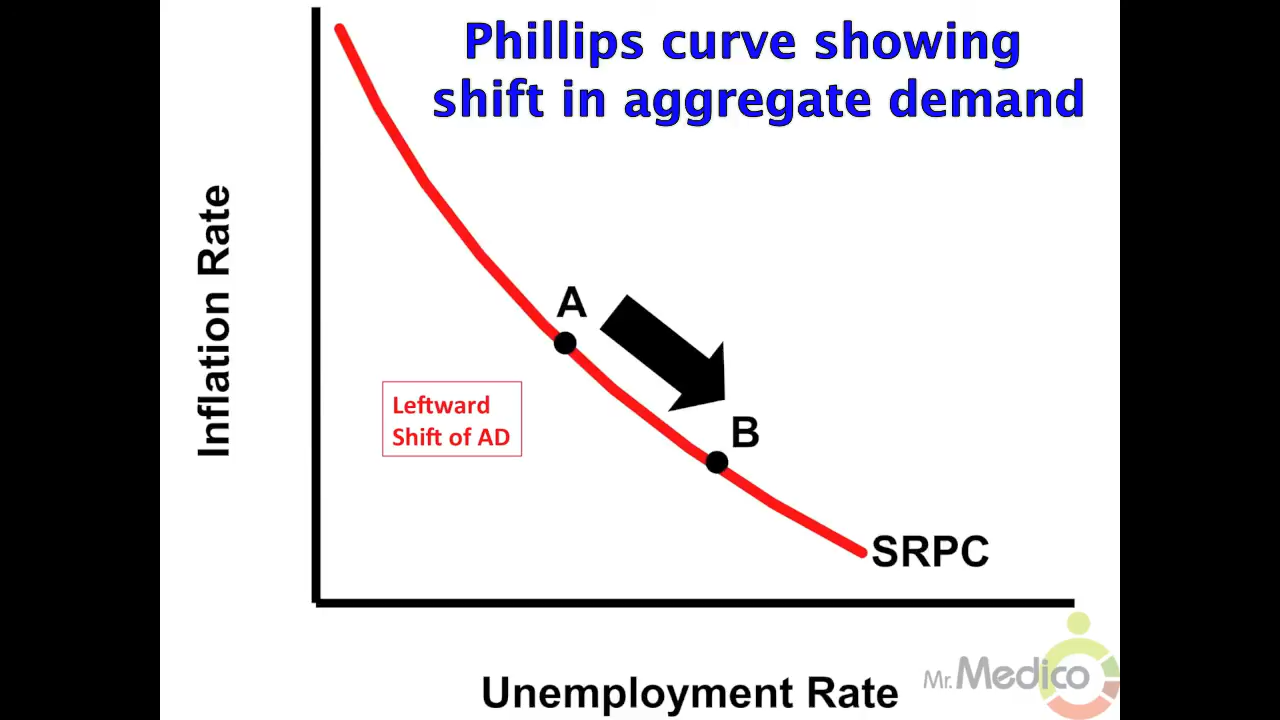 Phillips curve showing
shift in aggregate demand
Inflation Rate
A
B
Leftward
Shift of AD
SRPC
Unemployment Rate
Mr.Medico